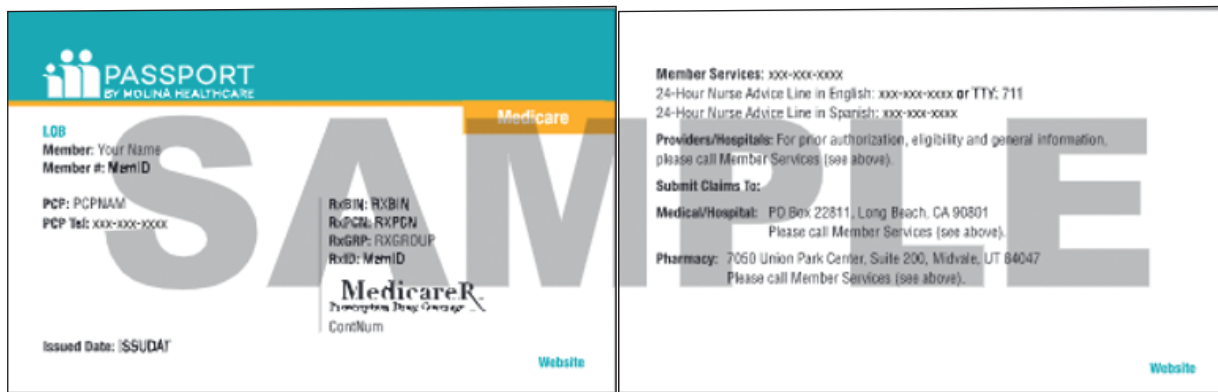 PASSPORT
BY MOLINA HEALTHCARE
Medicare
LOB
Member: Your Name
Member #: MemID
PCP: PCPNAM
PCP Tel: xxx-xxx-xxxx
RxBIN: RXBIN
RxPCN: RXPCN
RxGRP: RXGROUP
RxID: MemID
MedicareRx
Prescription Drug Coverage
ContNum
Issued Date: ISSUDAT
Website
Member Services: xxx-xxx-xxxx
24-Hour Nurse Advice Line in English: xxx-xxx-xxxx or TTY: 711
24-Hour Nurse Advice Line in Spanish: xxx-xxx-xxxx
Providers/Hospitals: For prior authorization, eligibility and general information,
please call Member Services (see above).
Submit Claims To:
Medical/Hospital: PO Box 22811, Long Beach, CA 90801
Please call Member Services (see above).
Pharmacy: 7050 Union Park Center, Suite 200, Midvale, UT 84047
Please call Member Services (see above).
Website
SAMPLE